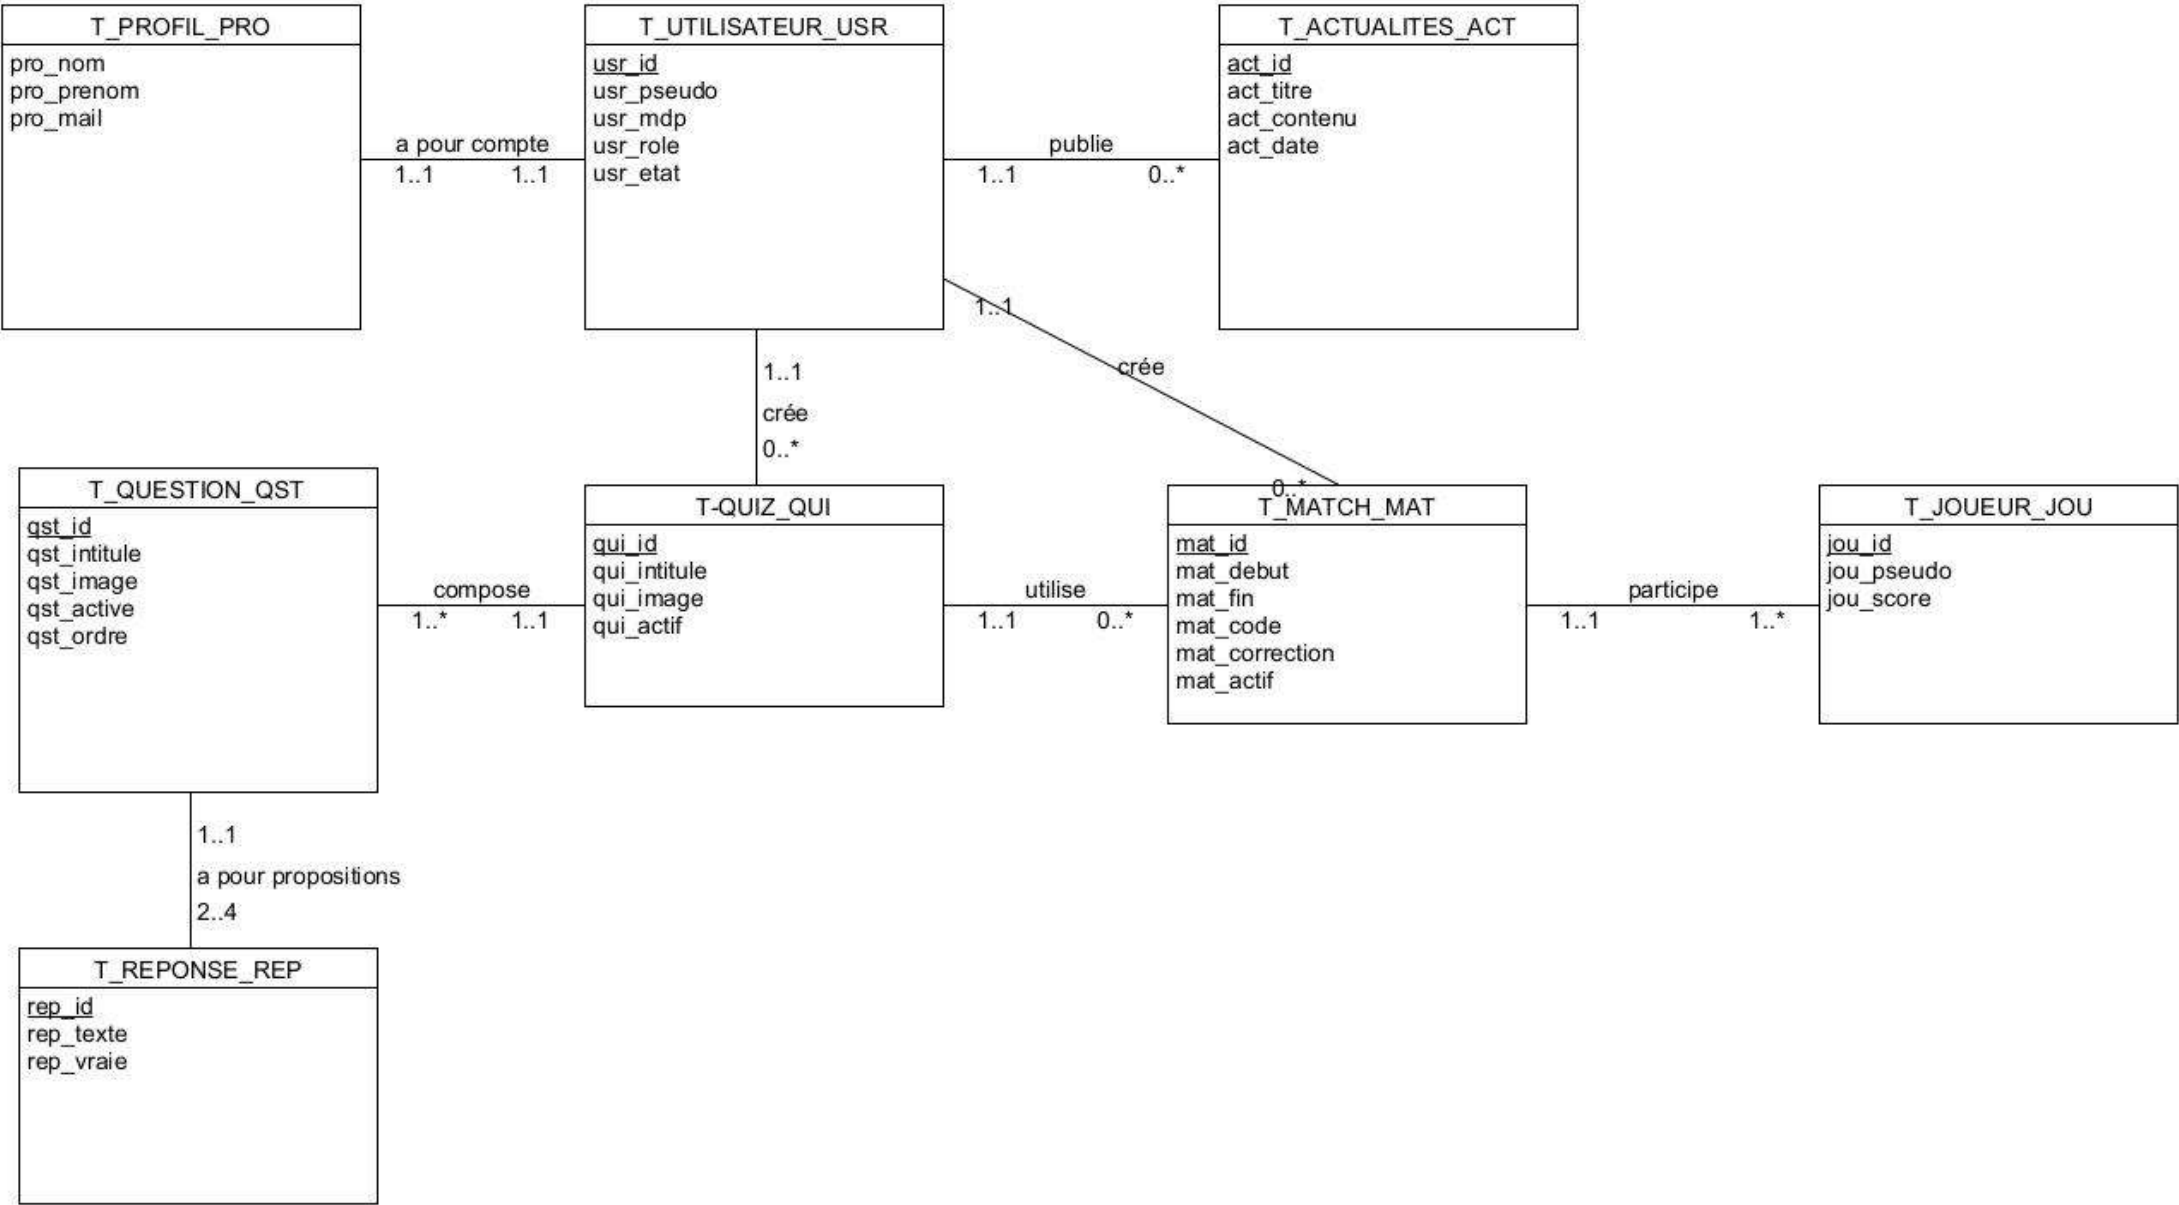 T_PROFIL_PRO
pro_nom
pro_prenom
pro_mail
a pour compte
1..1
1..1
T_UTILISATEUR_USR
usr_id
usr_pseudo
usr_mdp
usr_role
usr_etat
publie
1..1
0..*
T_ACTUALITES_ACT
act_id
act_titre
act_contenu
act_date
1..1
crée
0..*
1..1
crée
0..*
T_QUESTION_QST
qst_id
qst_intitule
qst_image
qst_active
qst_ordre
compose
1..*
1..1
T-QUIZ_QUI
qui_id
qui_intitule
qui_image
qui_actif
utilise
1..1
0..*
T_MATCH_MAT
mat_id
mat_debut
mat_fin
mat_code
mat_correction
mat_actif
participe
1..1
1..*
T_JOUEUR_JOU
jou_id
jou_pseudo
jou_score
1..1
a pour propositions
2..4
T_REPONSE_REP
rep_id
rep_texte
rep_vraie